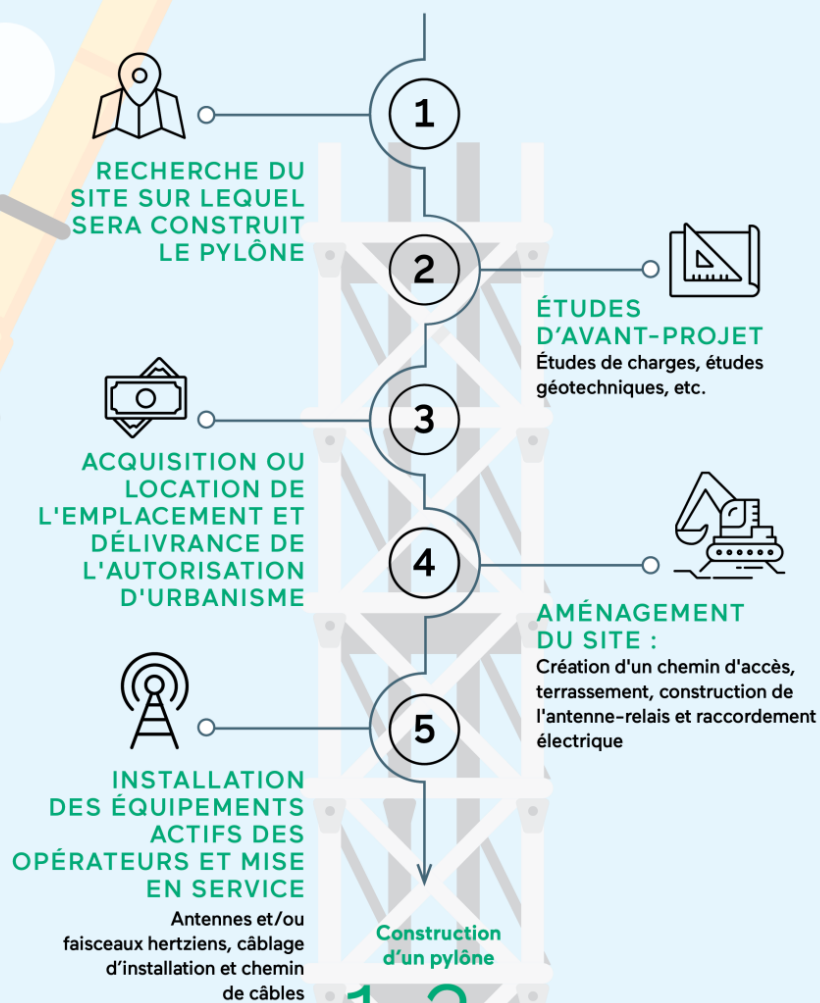 1
RECHERCHE DU
SITE SUR LEQUEL
SERA CONSTRUIT
LE PYLÔNE
2
ÉTUDES
D’AVANT-PROJET
Études de charges, études
géotechniques, etc.
3
ACQUISITION OU
LOCATION DE
L'EMPLACEMENT ET
DÉLIVRANCE DE
L'AUTORISATION
D'URBANISME
4
AMÉNAGEMENT
DU SITE :
Création d'un chemin d'accès,
terrassement, construction de
l'antenne-relais et raccordement
électrique
5
INSTALLATION
DES ÉQUIPEMENTS
ACTIFS DES
OPÉRATEURS ET MISE
EN SERVICE
Antennes et/ou
faisceaux hertziens, câblage
d’installation et chemin
de câbles
Construction
d’un pylône